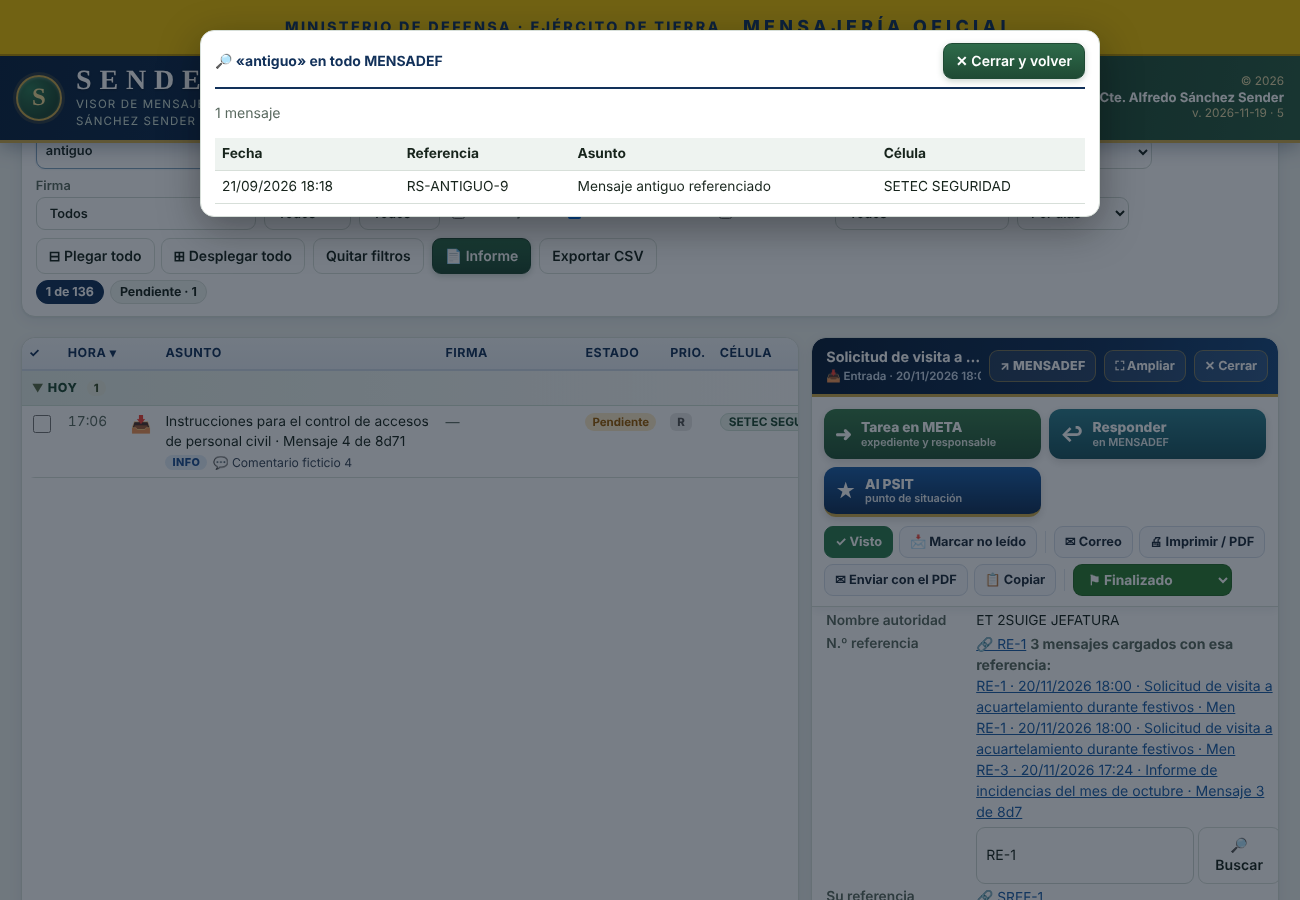 MINISTERIO DE DEFENSA · EJÉRCITO DE TIERRA MENSAJERÍA OFICIAL
🔎 «antiguo» en todo MENSADEF
✕ Cerrar y volver
1 mensaje
Fecha Referencia Asunto Célula
21/09/2026 18:18 RS-ANTIGUO-9 Mensaje antiguo referenciado SETEC SEGURIDAD
S
SENDE
VISOR DE MENSAJE
SÁNCHEZ SENDER
© 2026
Cte. Alfredo Sánchez Sender
v. 2026-11-19 · 5
antiguo
Firma
Todos
⊟ Plegar todo ⊞ Desplegar todo Quitar filtros 📄 Informe Exportar CSV
1 de 136 Pendiente · 1
✓ HORA ▾ ASUNTO FIRMA ESTADO PRIO. CÉLULA
▼ HOY 1
17:06 📥 Instrucciones para el control de accesos — Pendiente R SETEC SEGU
de personal civil · Mensaje 4 de 8d71
INFO 💬 Comentario ficticio 4
Solicitud de visita a ...
📥 Entrada · 20/11/2026 18:0
↗ MENSADEF ⛶ Ampliar ✕ Cerrar
➜ Tarea en META
expediente y responsable
↩ Responder
en MENSADEF
★ Al PSIT
punto de situación
✓ Visto 📩 Marcar no leído ✉ Correo 🖨 Imprimir / PDF
✉ Enviar con el PDF 📋 Copiar ⚑ Finalizado
Nombre autoridad ET 2SUIGE JEFATURA
N.º referencia 🔗 RE-1 3 mensajes cargados con esa
referencia:
RE-1 · 20/11/2026 18:00 · Solicitud de visita a
acuartelamiento durante festivos · Men
RE-1 · 20/11/2026 18:00 · Solicitud de visita a
acuartelamiento durante festivos · Men
RE-3 · 20/11/2026 17:24 · Informe de
incidencias del mes de octubre · Mensaje 3
de 8d7
RE-1
🔎
Buscar
Su referencia 🔗 SREF-1